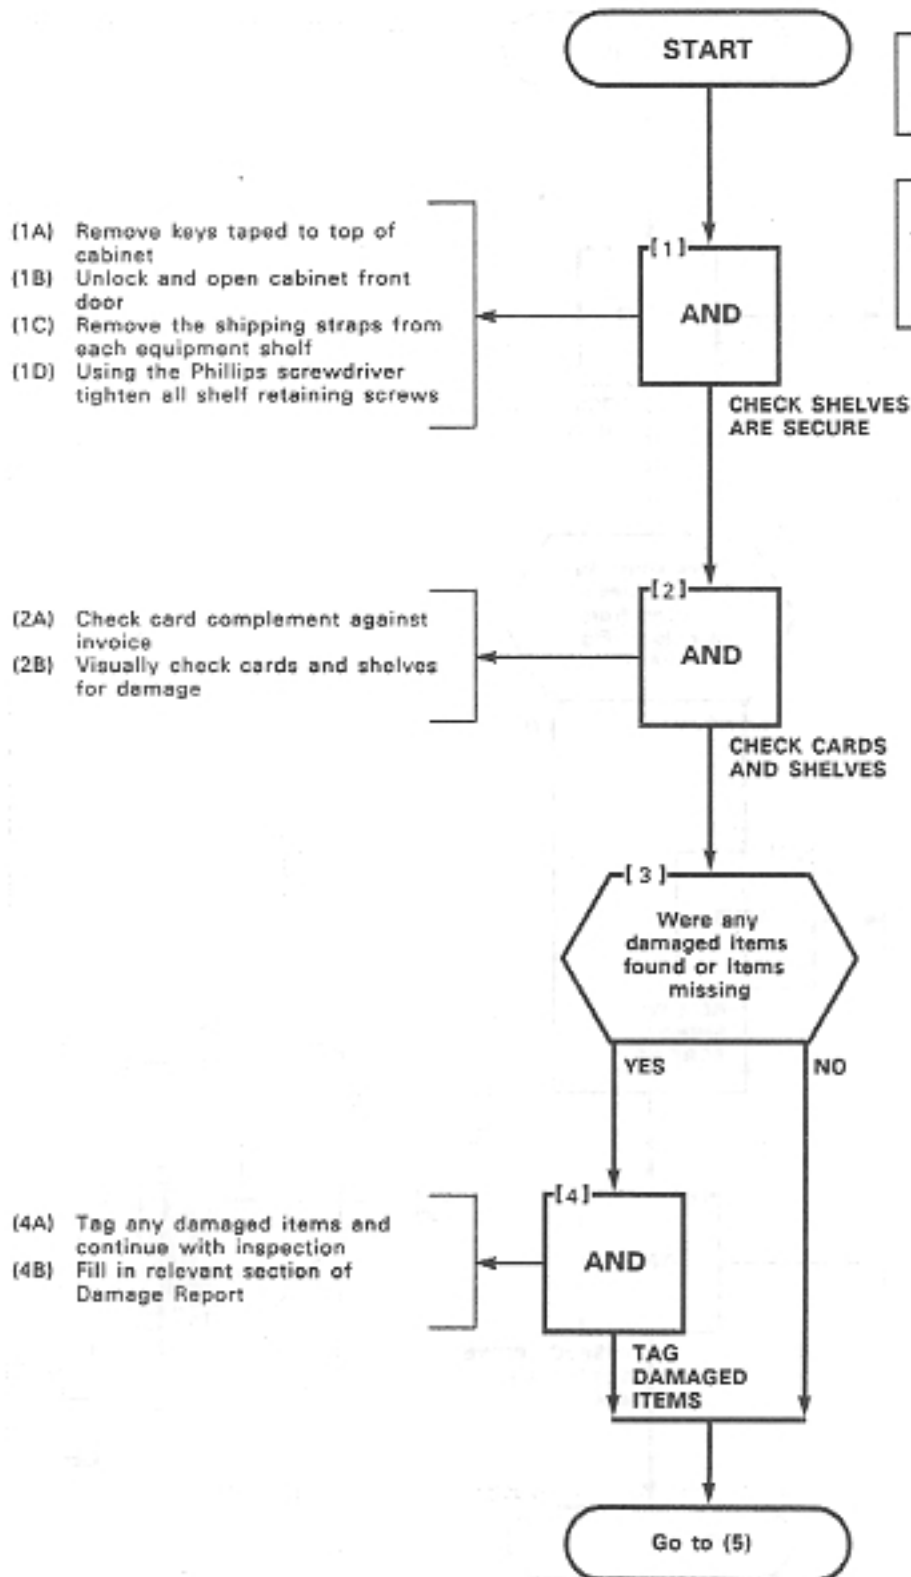 START
(1A) Remove keys taped to top of
cabinet
(1B) Unlock and open cabinet front
door
(1C) Remove the shipping straps from
each equipment shelf
(1D) Using the Phillips screwdriver
tighten all shelf retaining screws
[1]
AND
CHECK SHELVES
ARE SECURE
(2A) Check card complement against
invoice
(2B) Visually check cards and shelves
for damage
[2]
AND
CHECK CARDS
AND SHELVES
[3]
Were any
damaged items
found or Items
missing
YES
NO
(4A) Tag any damaged items and
continue with inspection
(4B) Fill in relevant section of
Damage Report
[4]
AND
TAG
DAMAGED
ITEMS
Go to (5)